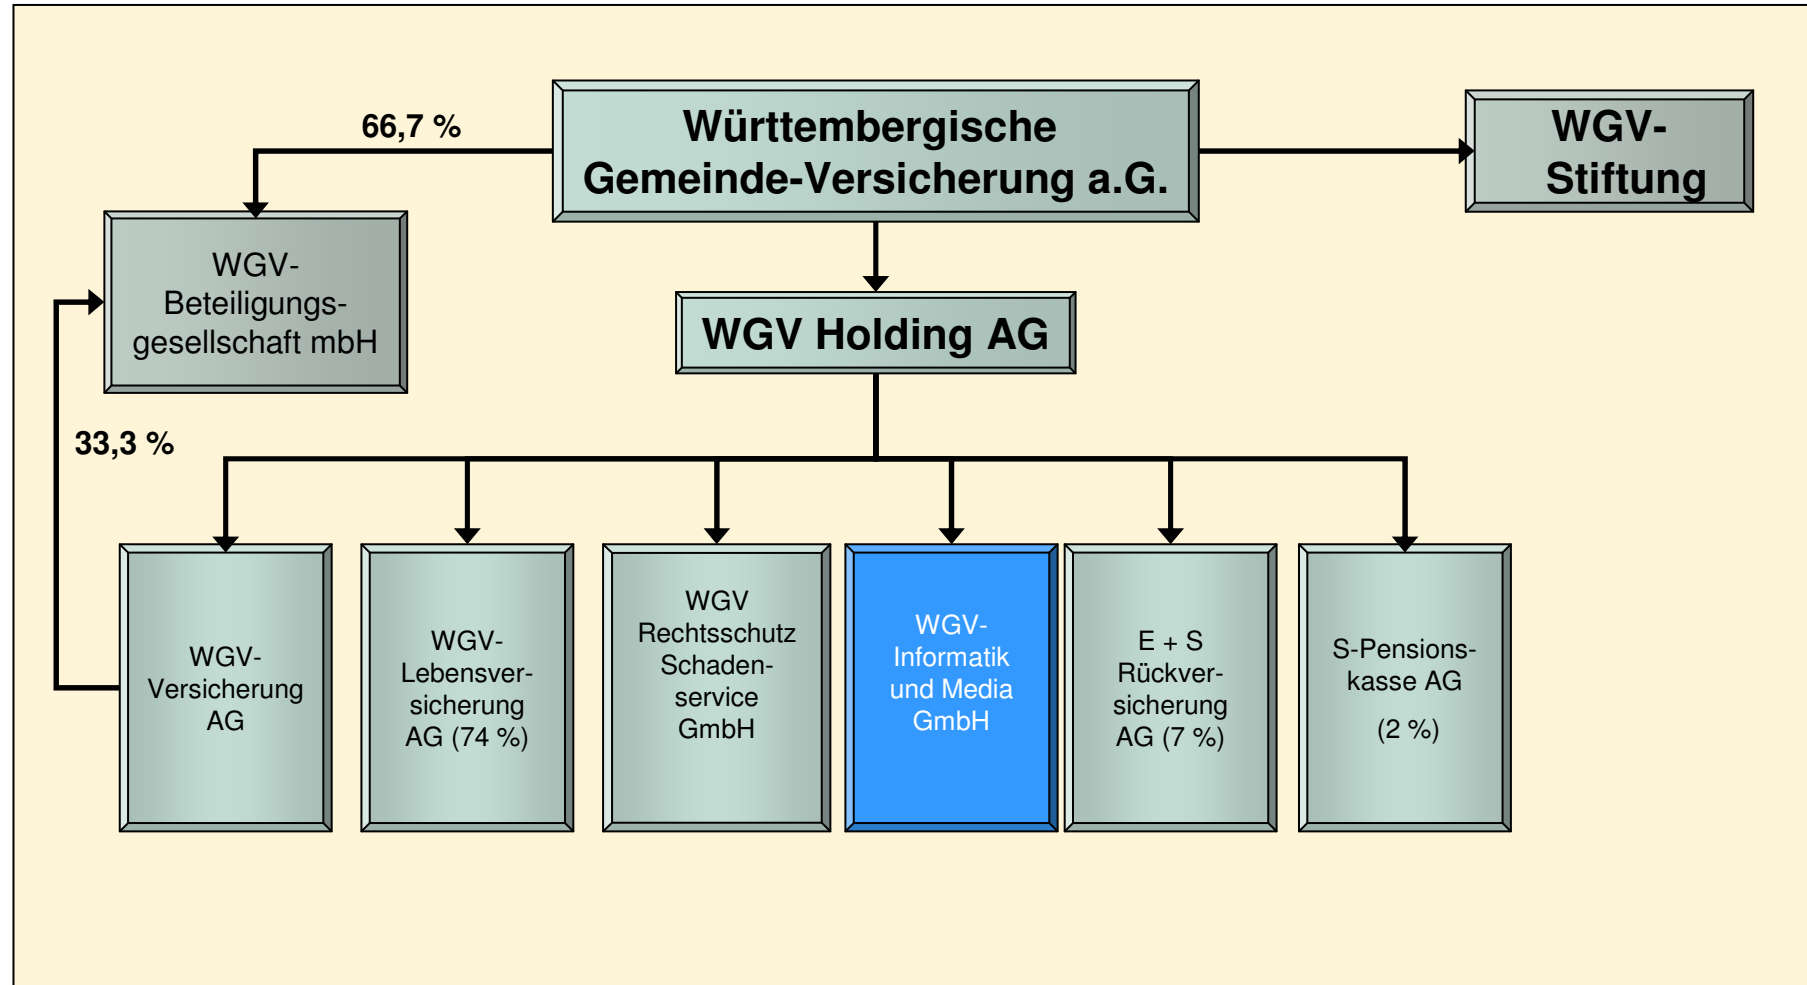 66,7 %
Württembergische
Gemeinde-Versicherung a.G.
WGV-
Stiftung
WGV-
Beteiligungs-
gesellschaft mbH
WGV Holding AG
33,3 %
WGV-
Versicherung
AG
WGV-
Lebensver-
sicherung
AG (74 %)
WGV
Rechtsschutz
Schaden-
service
GmbH
WGV-
Informatik
und Media
GmbH
E + S
Rückver-
sicherung
AG (7 %)
S-Pensions-
kasse AG
(2 %)